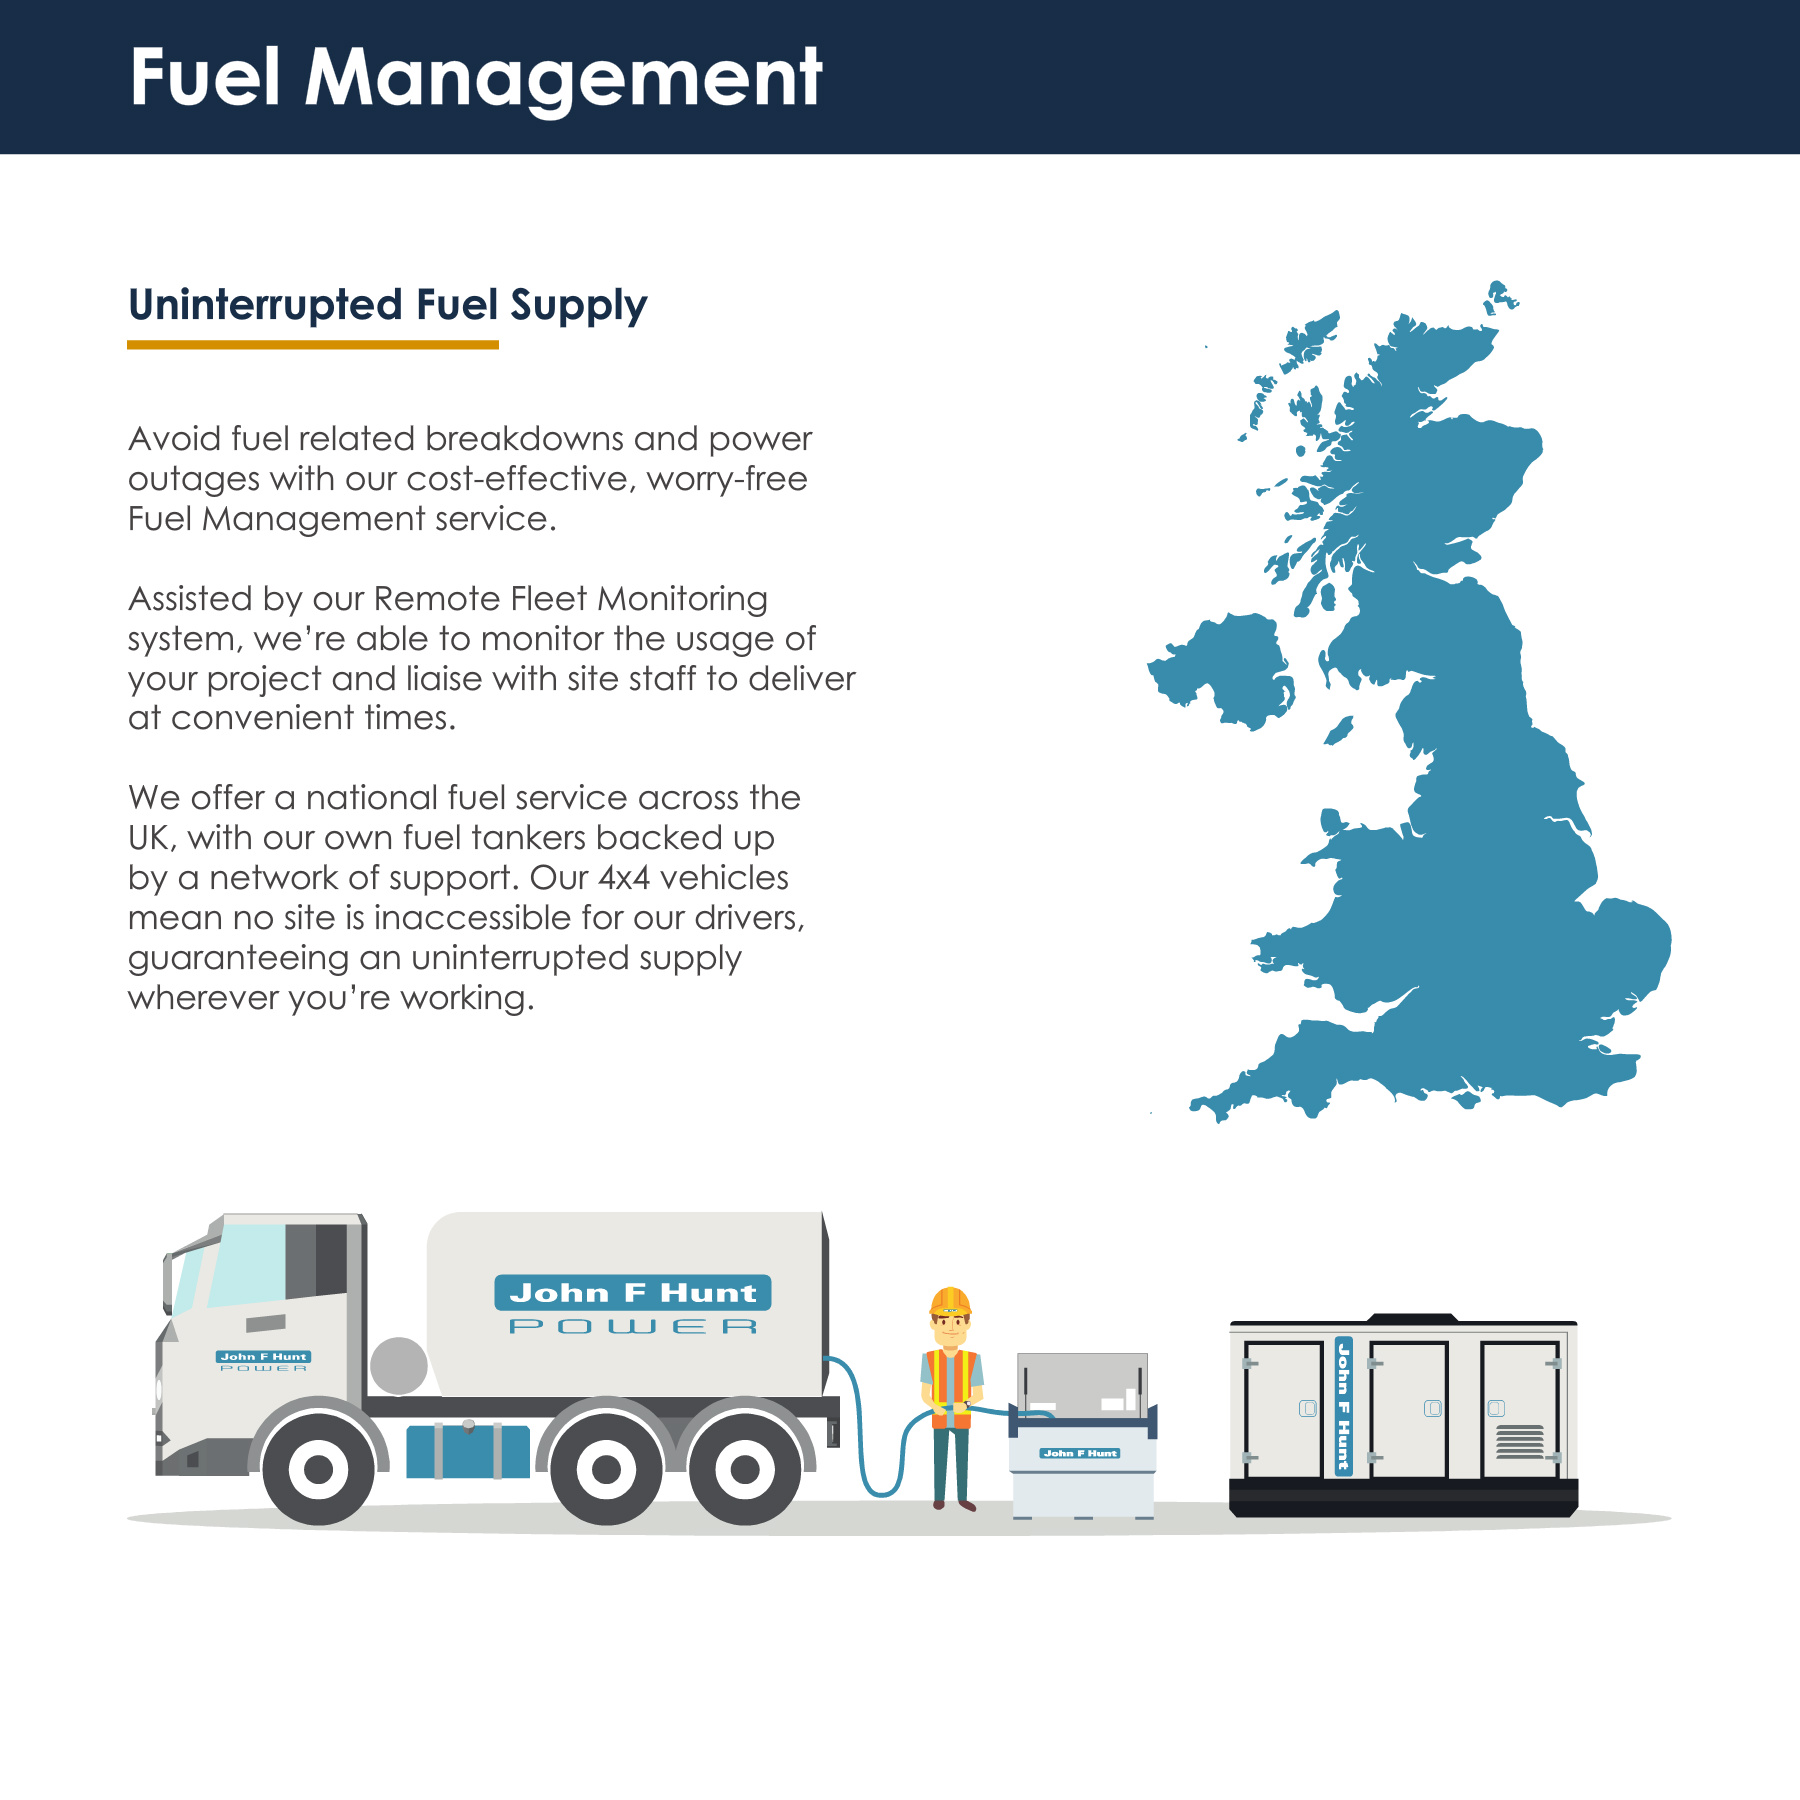 Fuel Management
Uninterrupted Fuel Supply
Avoid fuel related breakdowns and power
outages with our cost-effective, worry-free
Fuel Management service.
Assisted by our Remote Fleet Monitoring
system, we’re able to monitor the usage of
your project and liaise with site staff to deliver
at convenient times.
We offer a national fuel service across the
UK, with our own fuel tankers backed up
by a network of support. Our 4x4 vehicles
mean no site is inaccessible for our drivers,
guaranteeing an uninterrupted supply
wherever you’re working.
John F Hunt
POWER
John F Hunt
POWER
John F Hunt
John F Hunt